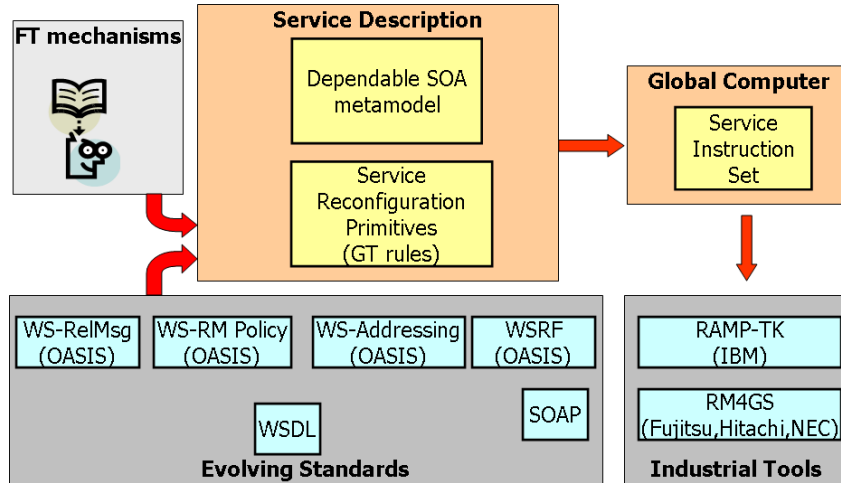 FT mechanisms
Service Description
Dependable SOA
metamodel
Service
Reconfiguration
Primitives
(GT rules)
Global Computer
Service
Instruction
Set
WS-RelMsg
(OASIS)
WS-RM Policy
(OASIS)
WS-Addressing
(OASIS)
WSRF
(OASIS)
WSDL
SOAP
Evolving Standards
RAMP-TK
(IBM)
RM4GS
(Fujitsu,Hitachi,NEC)
Industrial Tools